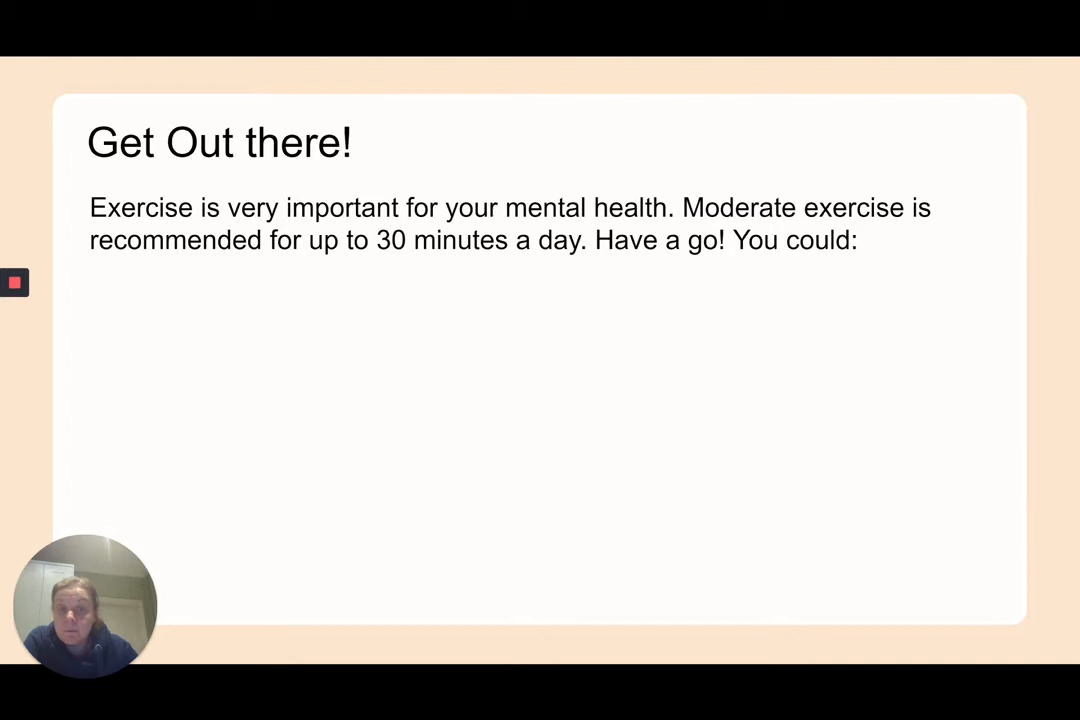 Get Out there!
Exercise is very important for your mental health. Moderate exercise is
recommended for up to 30 minutes a day. Have a go! You could: